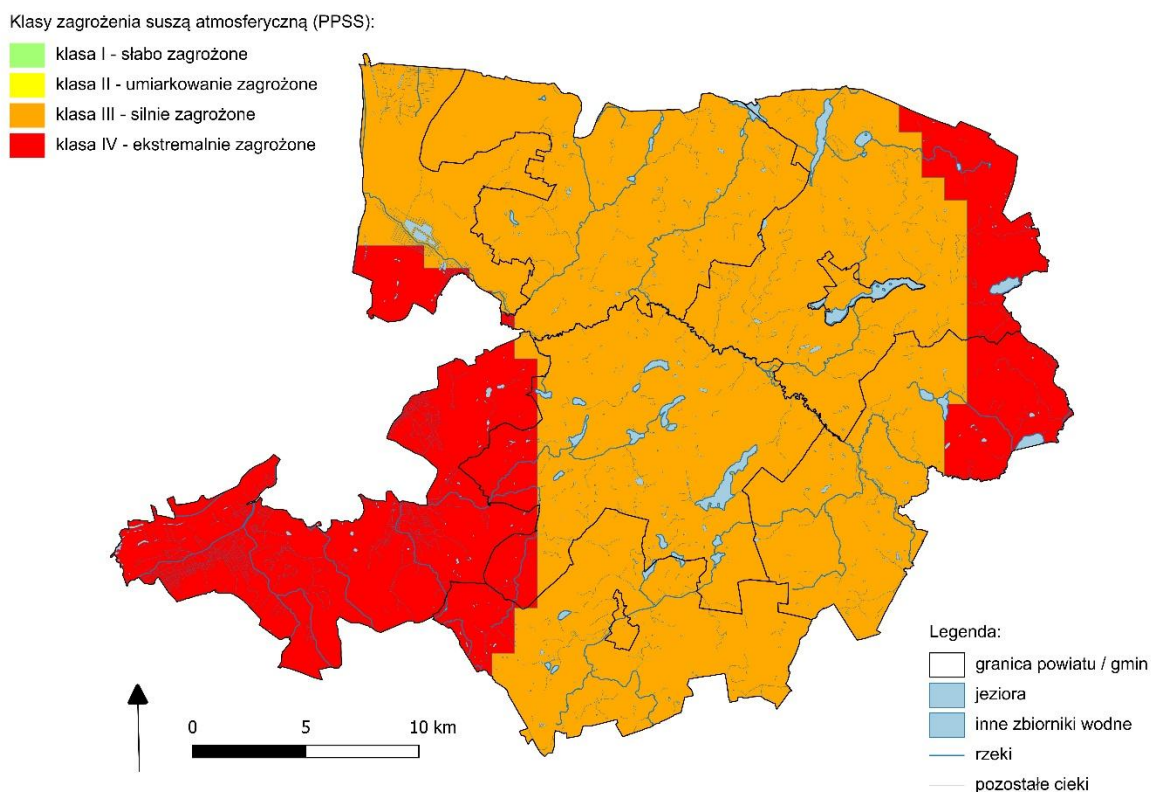 Klasy zagrożenia suszą atmosferyczną (PPSS):
klasa I - słabo zagrożone
klasa II - umiarkowanie zagrożone
klasa III - silnie zagrożone
klasa IV - ekstremalnie zagrożone
0 5 10 km
Legenda:
granica powiatu / gmin
jeziora
inne zbiorniki wodne
rzeki
pozostałe cieki